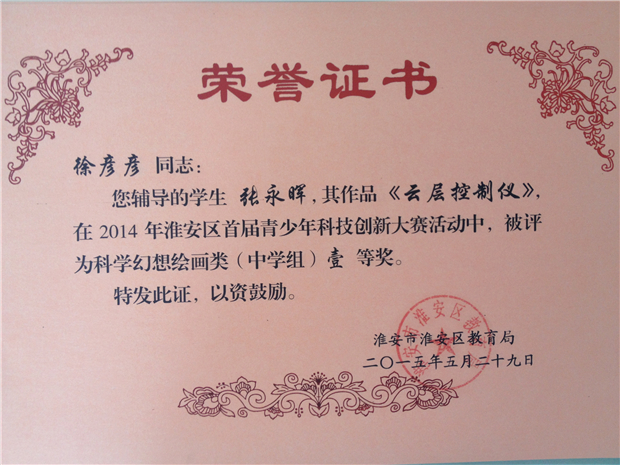 荣誉证书
徐彦彦 同志：
您辅导的学生 张永晖，其作品《云层控制仪》，
在 2014 年淮安区首届青少年科技创新大赛活动中，被评
为科学幻想绘画类（中学组）壹 等奖。
特发此证，以资鼓励。
淮安市淮安区教育局
二〇一五年五月二十九日